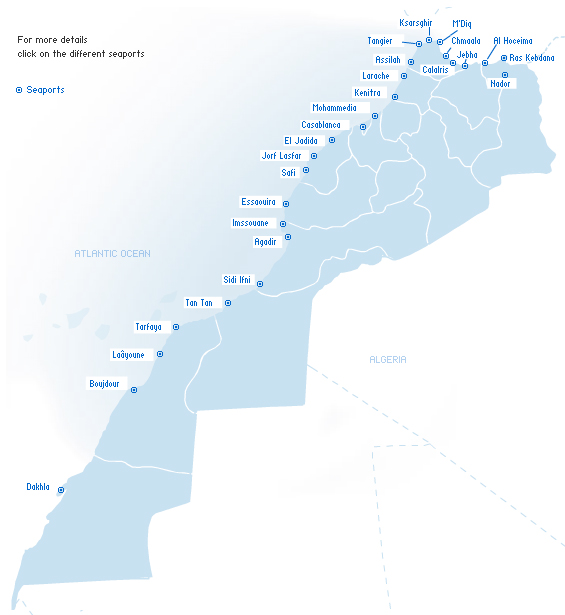 Ksarsghir
M'Diq
For more details
Tangier
Chmaala
Al Hoceima
click on the different seaports
Jebha
Ras Kebdana
Assilah
Calalris
Larache
Nador
Seaports
Kenitra
Mohammedia
Casablanca
El Jadida
Jorf Lasfar
Safi
Essaouira
Imssouane
Agadir
ATLANTIC OCEAN
Sidi Ifni
Tan Tan
Tarfaya
Laâyoune
ALGERIA
Boujdour
Dakhla